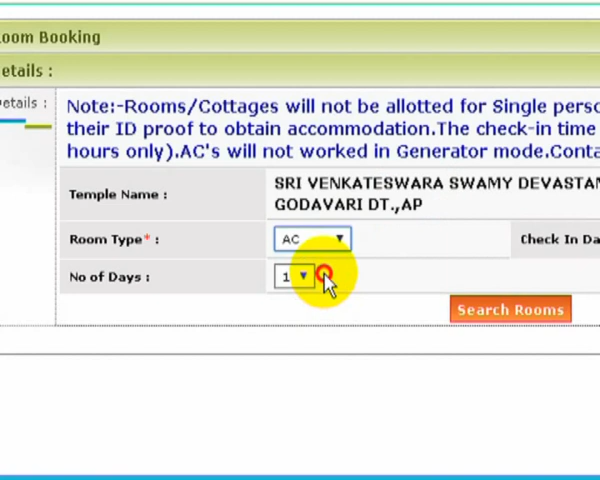 oom Booking
etails :
etails :
Note:-Rooms/Cottages will not be allotted for Single perso
their ID proof to obtain accommodation.The check-in time
hours only).AC's will not worked in Generator mode.Conta
Temple Name :
SRI VENKATESWARA SWAMY DEVASTAN
GODAVARI DT.,AP
Room Type* : AC Check In Da
No of Days : 1
Search Rooms